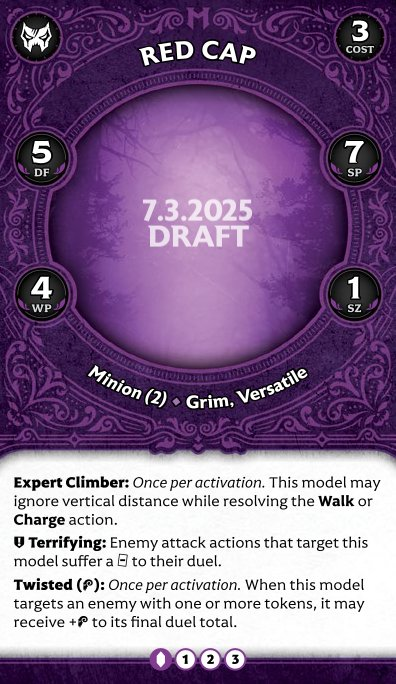 RED CAP
3
COST
5
DF
7
SP
7.3.2025
DRAFT
4
WP
1
SZ
Minion (2) ◆ Grim, Versatile
Expert Climber: Once per activation. This model may
ignore vertical distance while resolving the Walk or
Charge action.
Terrifying: Enemy attack actions that target this
model suffer a to their duel.
Twisted (): Once per activation. When this model
targets an enemy with one or more tokens, it may
receive + to its final duel total.
1 2 3